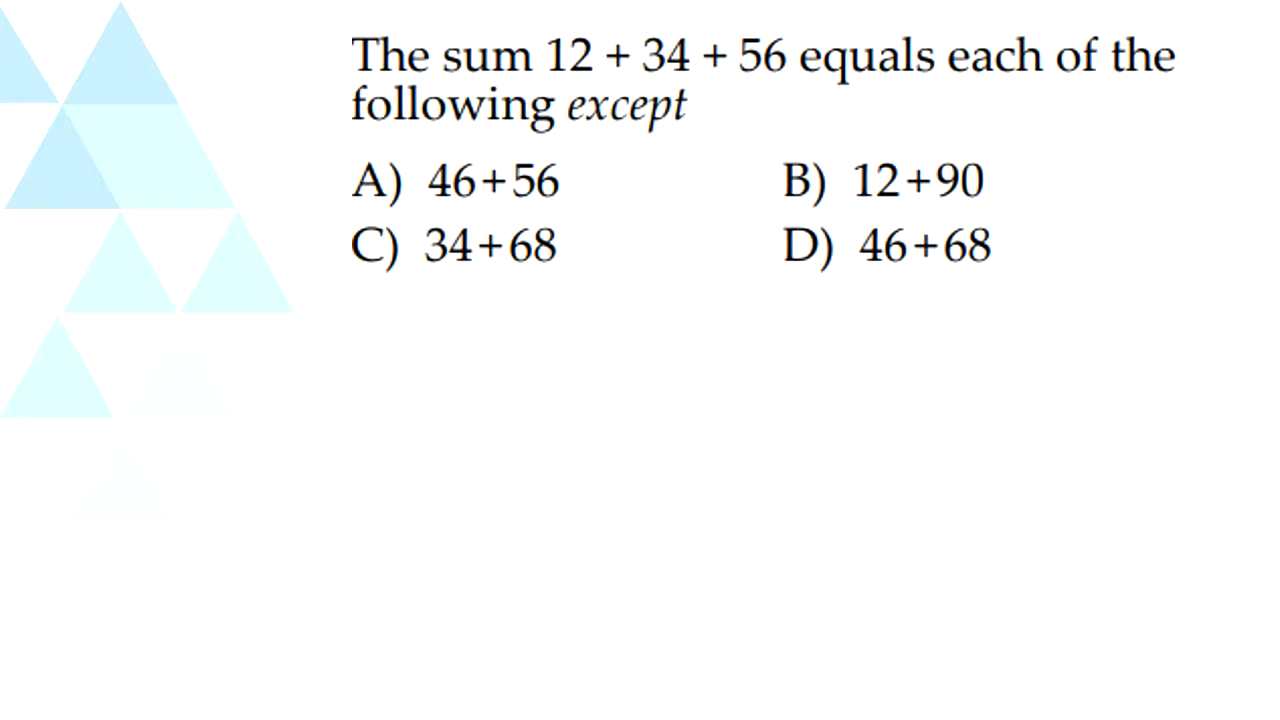 The sum 12 + 34 + 56 equals each of the
following except
A) 46+56 B) 12+90
C) 34+68 D) 46+68